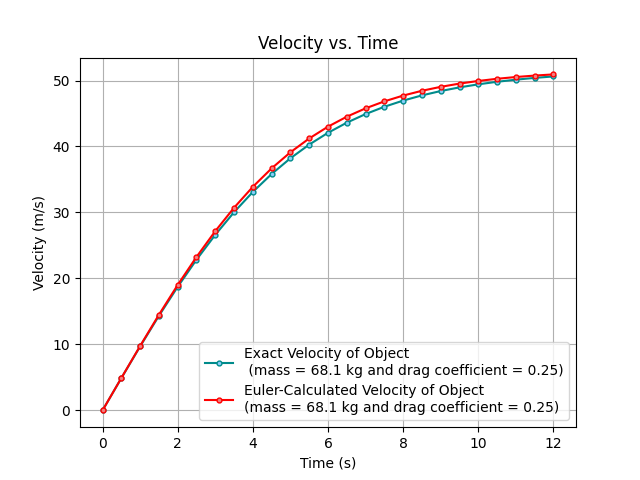 Velocity vs. Time
Velocity (m/s)
50
40
30
20
10
0
Exact Velocity of Object
(mass = 68.1 kg and drag coefficient = 0.25)
Euler-Calculated Velocity of Object
(mass = 68.1 kg and drag coefficient = 0.25)
0 2 4 6 8 10 12
Time (s)